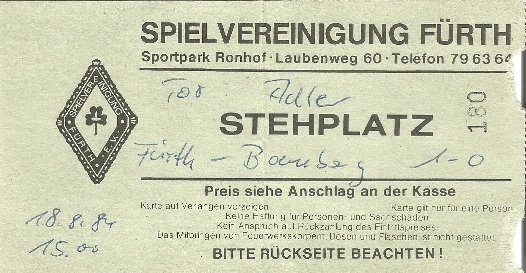 SPIELVEREINIGUNG FÜRTH
Sportpark Ronhof · Laubenweg 60 · Telefon 79 63 64
SPIELVEREINIGUNG
FÜRTH
E.V.
Tor Adler
180
STEHPLATZ
Fürth - Bamberg 1-0
Preis siehe Anschlag an der Kasse
Karte auf Verlangen vorzeigen Karte gilt nur für eine Person
Keine Haftung für Personen- und Sachschäden
Kein Anspruch auf Rückzahlung des Eintrittspreises
Das Mitbringen von Feuerwerkskörpern, Dosen und Flaschen ist nicht gestattet
18.8.84
15.00
BITTE RÜCKSEITE BEACHTEN!